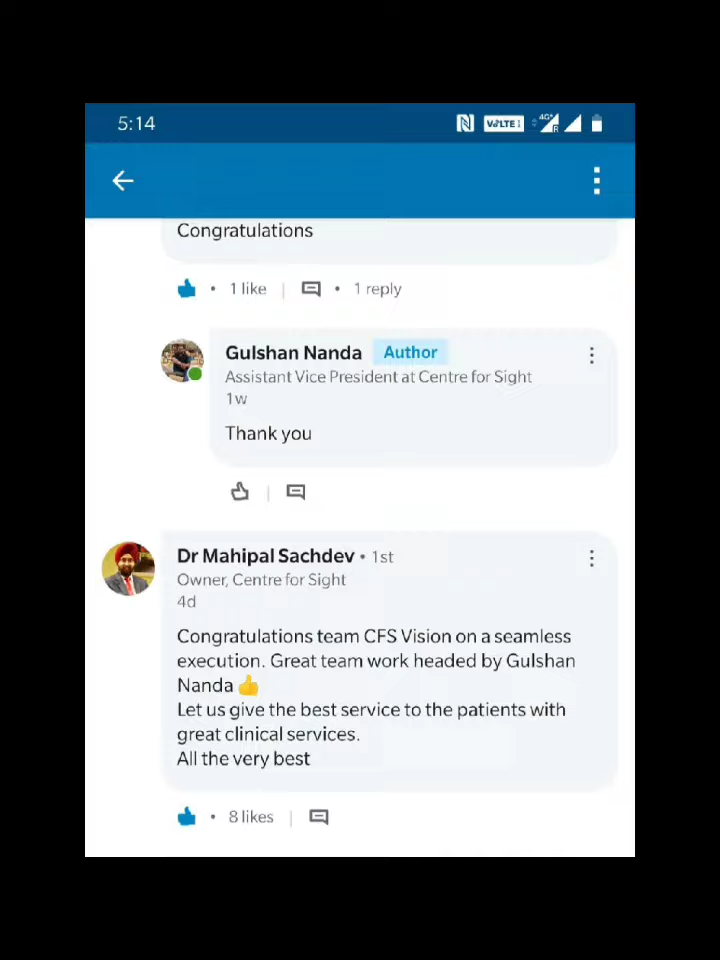 5:14
VoLTE 1 4G+ R
Congratulations
• 1 like | • 1 reply
Gulshan Nanda Author
Assistant Vice President at Centre for Sight
1w
Thank you
Dr Mahipal Sachdev • 1st
Owner, Centre for Sight
4d
Congratulations team CFS Vision on a seamless
execution. Great team work headed by Gulshan
Nanda 👍
Let us give the best service to the patients with
great clinical services.
All the very best
• 8 likes |